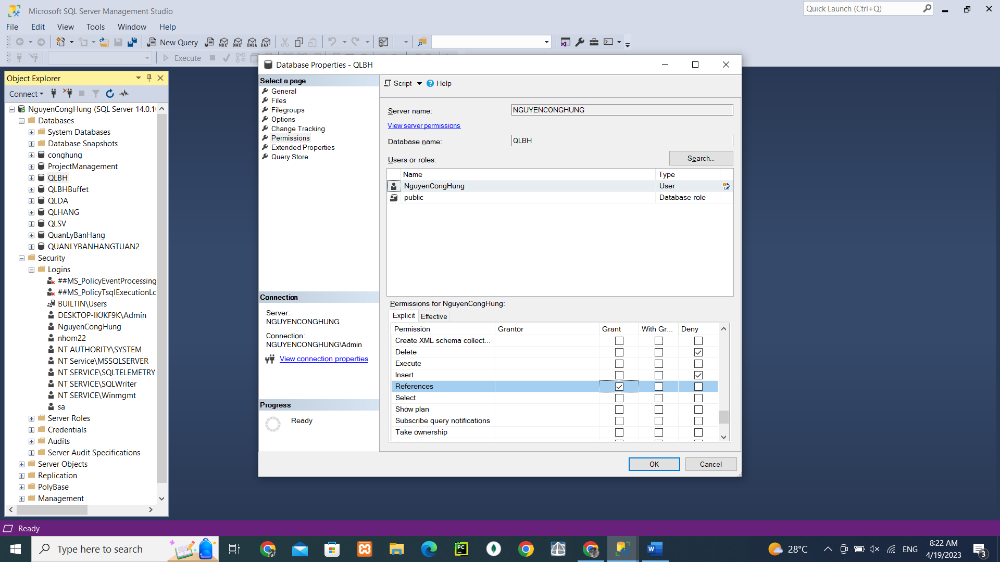 Microsoft SQL Server Management Studio
Quick Launch (Ctrl+Q)
File Edit View Tools Window Help
New Query MDX DMX XMLA DAX
Execute
Object Explorer
Connect
NguyenCongHung (SQL Server 14.0.1
Databases
System Databases
Database Snapshots
conghung
ProjectManagement
QLBH
QLBHBuffet
QLDA
QLHANG
QLSV
QuanLyBanHang
QUANLYBANHANGTUAN2
Security
Logins
##MS_PolicyEventProcessing
##MS_PolicyTsqlExecutionLo
BUILTIN\Users
DESKTOP-IKJKF9K\Admin
NguyenCongHung
nhom22
NT AUTHORITY\SYSTEM
NT Service\MSSQLSERVER
NT SERVICE\SQLTELEMETRY
NT SERVICE\SQLWriter
NT SERVICE\Winmgmt
sa
Server Roles
Credentials
Audits
Server Audit Specifications
Server Objects
Replication
PolyBase
Management
Database Properties - QLBH
Select a page
General
Files
Filegroups
Options
Change Tracking
Permissions
Extended Properties
Query Store
Connection
Server:
NGUYENCONGHUNG
Connection:
NGUYENCONGHUNG\Admin
View connection properties
Progress
Ready
Script Help
Server name: NGUYENCONGHUNG
View server permissions
Database name: QLBH
Users or roles: Search...
Name Type
NguyenCongHung User
public Database role
Permissions for NguyenCongHung:
Explicit Effective
Permission Grantor Grant With Gr... Deny
Create XML schema collect...
Delete
Execute
Insert
References
Select
Show plan
Subscribe query notifications
Take ownership
OK Cancel
Ready
Type here to search
PC
28°C ENG
8:22 AM
4/19/2023
3